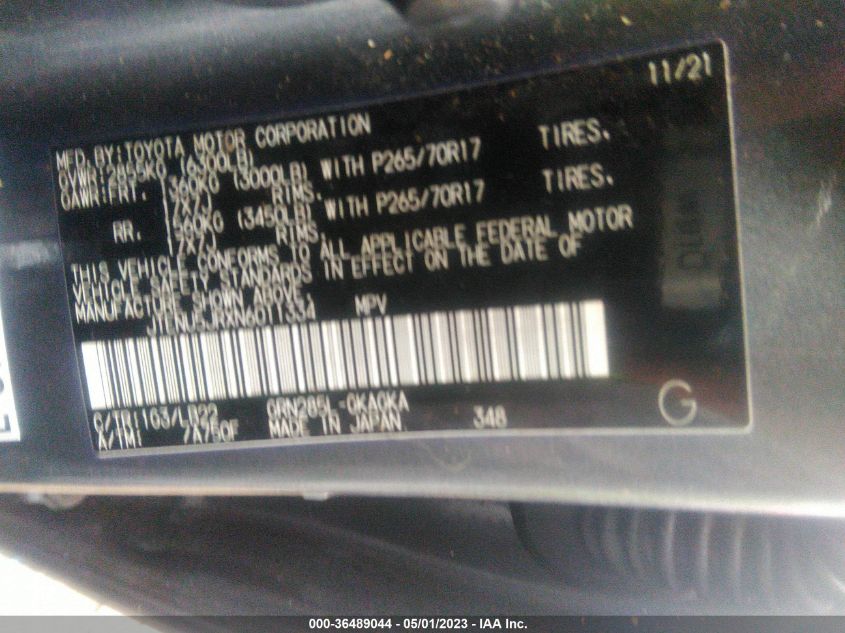 11/21
MFD.BY:TOYOTA MOTOR CORPORATION
GVWR:2855KG (6300LB)
GAWR:FRT. 1360KG (3000LB) WITH P265/70R17 TIRES.
17X7J RIMS.
RR. 1560KG (3450LB) WITH P265/70R17 TIRES.
17X7J RIMS.
THIS VEHICLE CONFORMS TO ALL APPLICABLE FEDERAL MOTOR
VEHICLE SAFETY STANDARDS IN EFFECT ON THE DATE OF
MANUFACTURE SHOWN ABOVE.
MPV
C/TR:1G3/LB22 GRN285L-GKAGKA
A/TM: A750F MADE IN JAPAN 348
G
000-36489044 - 05/01/2023 - IAA Inc.